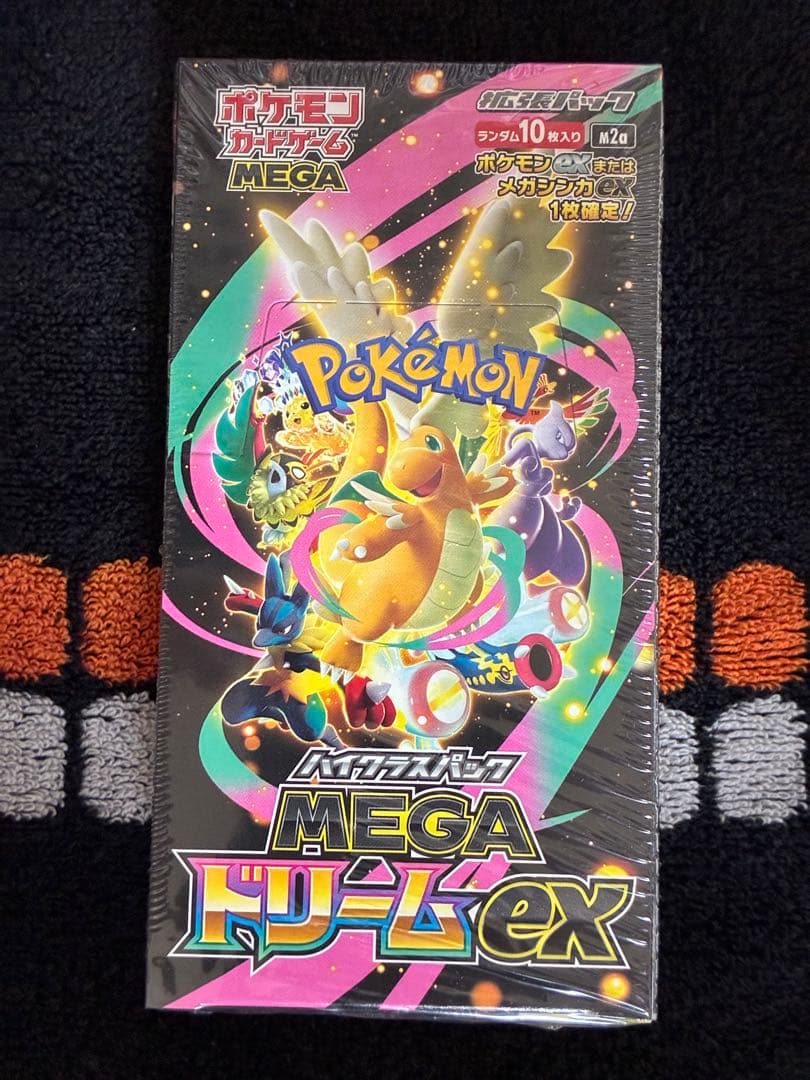 ポケモン
カードゲーム
MEGA
拡張パック
ランダム10枚入り M2a
ポケモンexまたは
メガシンカex
1枚確定!
POKéMON
TM
ハイクラスパック
MEGA
ドリームex